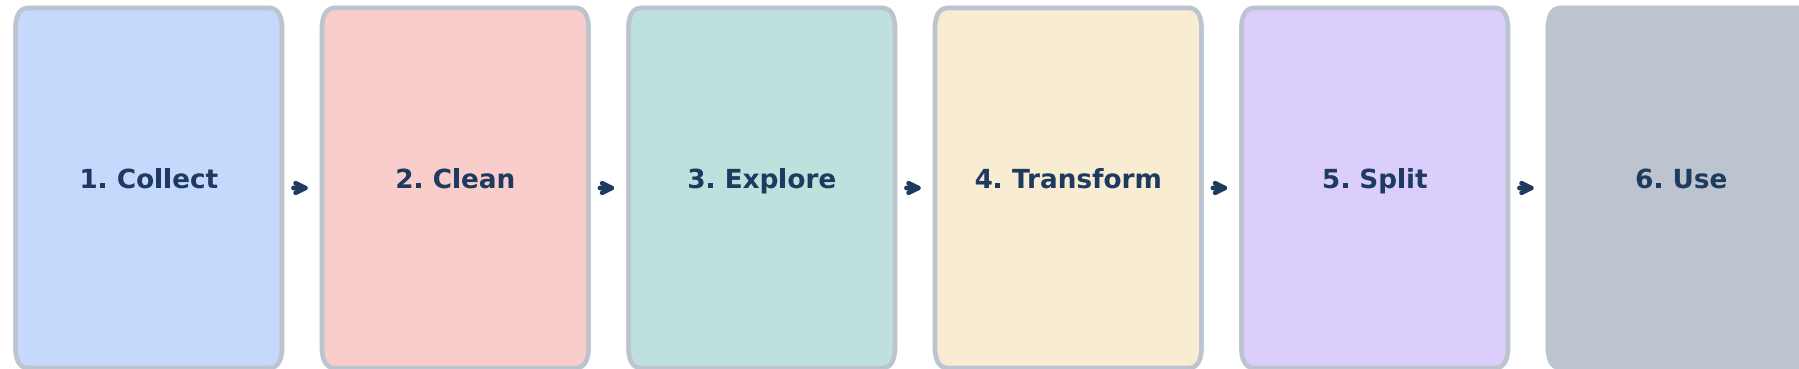 1. Collect
2. Clean
3. Explore
4. Transform
5. Split
6. Use